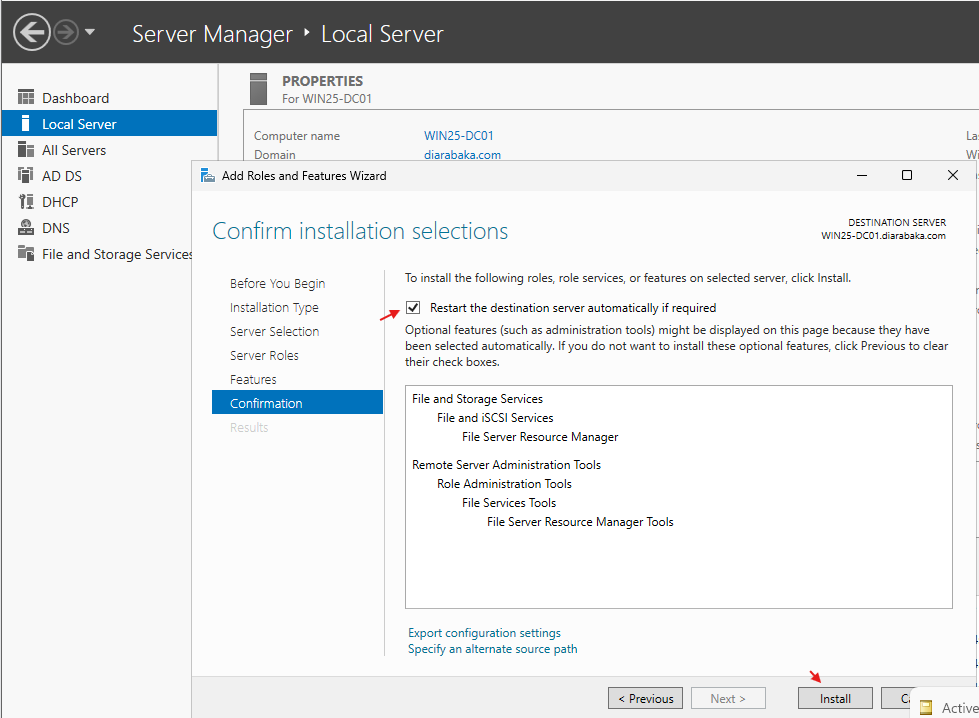 Server Manager ‣ Local Server
Dashboard
Local Server
All Servers
AD DS
DHCP
DNS
File and Storage Services
PROPERTIES
For WIN25-DC01
Computer name WIN25-DC01
Domain diarabaka.com
Add Roles and Features Wizard
Confirm installation selections
DESTINATION SERVER
WIN25-DC01.diarabaka.com
Before You Begin
Installation Type
Server Selection
Server Roles
Features
Confirmation
Results
To install the following roles, role services, or features on selected server, click Install.
Restart the destination server automatically if required
Optional features (such as administration tools) might be displayed on this page because they have
been selected automatically. If you do not want to install these optional features, click Previous to clear
their check boxes.
File and Storage Services
File and iSCSI Services
File Server Resource Manager
Remote Server Administration Tools
Role Administration Tools
File Services Tools
File Server Resource Manager Tools
Export configuration settings
Specify an alternate source path
< Previous
Next >
Install
Active